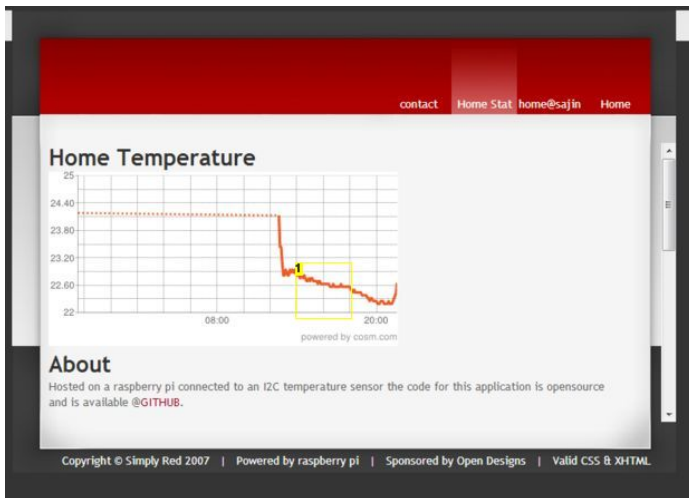 contact Home Stat home@sajin Home
Home Temperature
25
24.40
23.80
23.20
22.60
22
1
08:00 20:00
powered by cosm.com
About
Hosted on a raspberry pi connected to an I2C temperature sensor the code for this application is opensource
and is available @GITHUB.
Copyright © Simply Red 2007 | Powered by raspberry pi | Sponsored by Open Designs | Valid CSS & XHTML